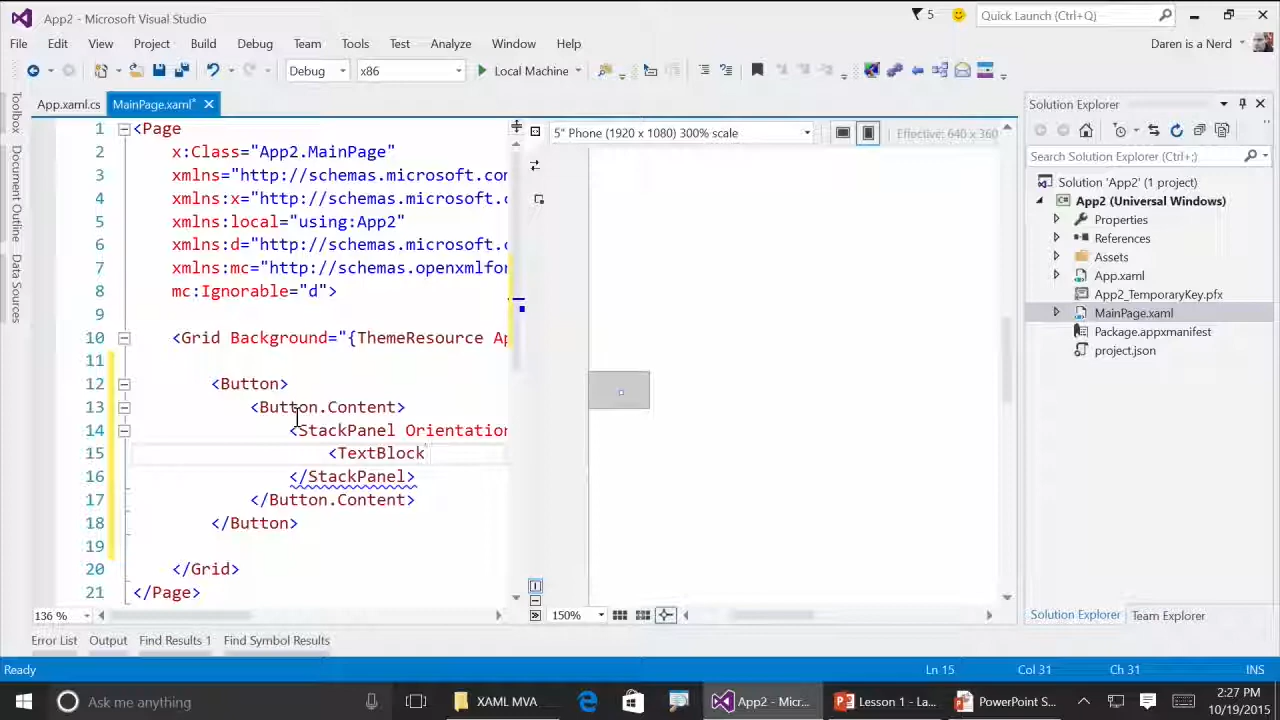 App2 - Microsoft Visual Studio
5
Quick Launch (Ctrl+Q)
File Edit View Project Build Debug Team Tools Test Analyze Window Help
Daren is a Nerd
Debug x86 Local Machine
App.xaml.cs MainPage.xaml*
Toolbox
Document Outline
Data Sources
5" Phone (1920 x 1080) 300% scale
Effective: 640 x 360
1 <Page
2 x:Class="App2.MainPage"
3 xmlns="http://schemas.microsoft.co
4 xmlns:x="http://schemas.microsoft.
5 xmlns:local="using:App2"
6 xmlns:d="http://schemas.microsoft.
7 xmlns:mc="http://schemas.openxmlfo
8 mc:Ignorable="d">
9
10 <Grid Background="{ThemeResource Ap
11
12 <Button>
13 <Button.Content>
14 <StackPanel Orientation
15 <TextBlock
16 </StackPanel>
17 </Button.Content>
18 </Button>
19
20 </Grid>
21 </Page>
136 %
150%
Solution Explorer
Search Solution Explorer (Ctrl+;)
Solution 'App2' (1 project)
App2 (Universal Windows)
Properties
References
Assets
App.xaml
App2_TemporaryKey.pfx
MainPage.xaml
Package.appxmanifest
project.json
Solution Explorer Team Explorer
Error List Output Find Results 1 Find Symbol Results
Ready Ln 15 Col 31 Ch 31 INS
Ask me anything
XAML MVA
App2 - Micr...
Lesson 1 - La...
PowerPoint S...
2:27 PM
10/19/2015